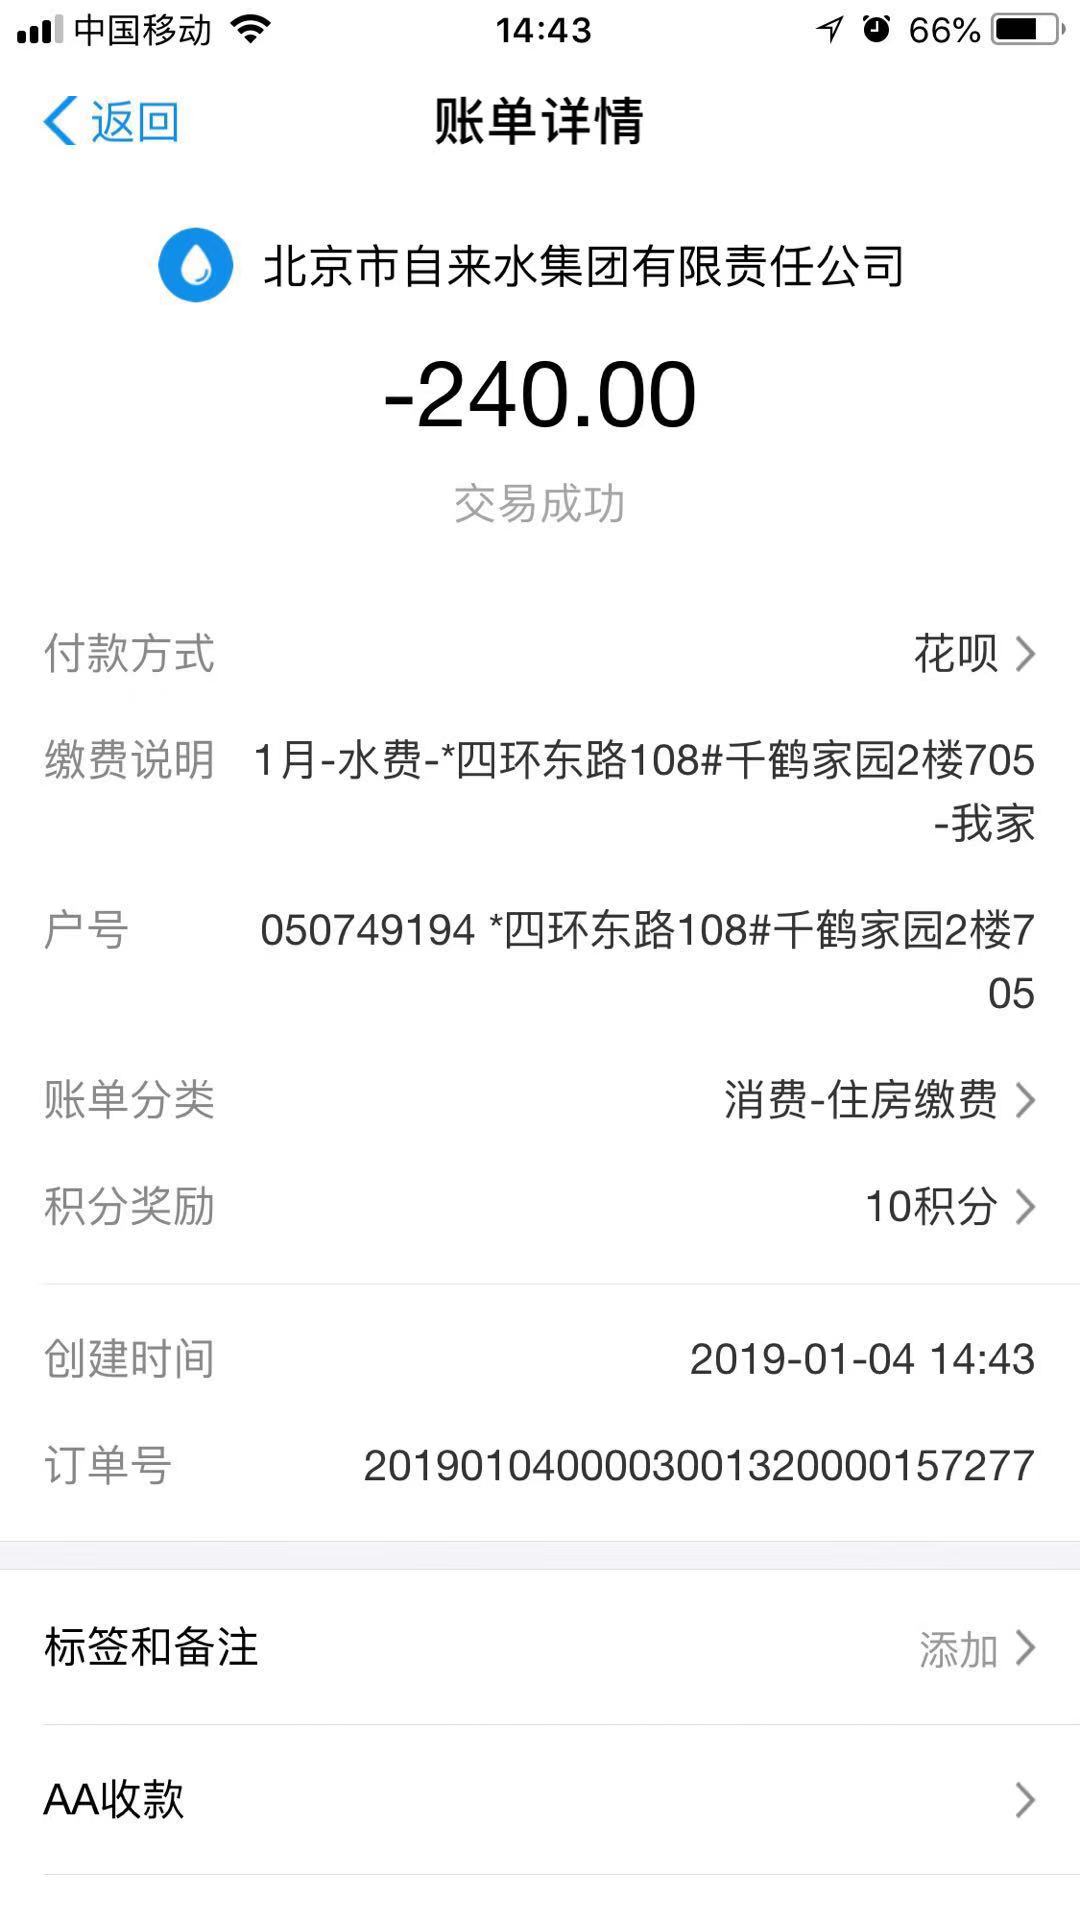 中国移动 14:43 66%
返回 账单详情
北京市自来水集团有限责任公司
-240.00
交易成功
付款方式 花呗
缴费说明 1月-水费-*四环东路108#千鹤家园2楼705
-我家
户号 050749194 *四环东路108#千鹤家园2楼7
05
账单分类 消费-住房缴费
积分奖励 10积分
创建时间 2019-01-04 14:43
订单号 2019010400003001320000157277
标签和备注 添加
AA收款